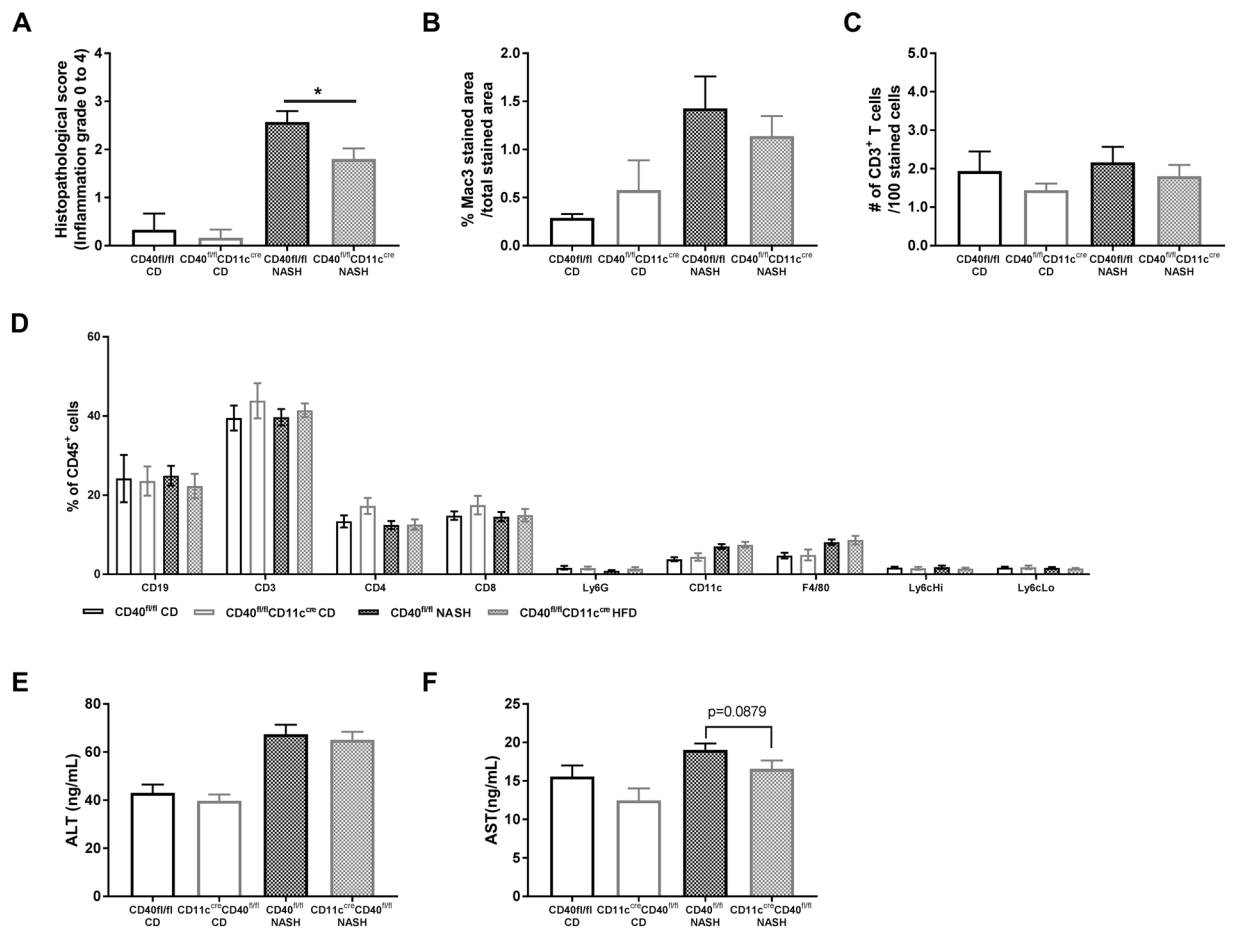 A
Histopathological score
(Inflammation grade 0 to 4)
4
3
2
1
0
*
CD40fl/fl
CD
CD40fl/flCD11ccre
CD
CD40fl/fl
NASH
CD40fl/flCD11ccre
NASH
B
% Mac3 stained area
/total stained area
2.0
1.5
1.0
0.5
0.0
CD40fl/fl
CD
CD40fl/flCD11ccre
CD
CD40fl/fl
NASH
CD40fl/flCD11ccre
NASH
C
# of CD3+ T cells
/100 stained cells
5.0
4.0
3.0
2.0
1.0
0.0
CD40fl/fl
CD
CD40fl/flCD11ccre
CD
CD40fl/fl
NASH
CD40fl/flCD11ccre
NASH
D
% of CD45+ cells
60
40
20
0
CD19 CD3 CD4 CD8 Ly6G CD11c F4/80 Ly6cHi Ly6cLo
CD40fl/fl CD CD40fl/flCD11ccre CD CD40fl/fl NASH CD40fl/flCD11ccre HFD
E
ALT (ng/mL)
80
60
40
20
0
CD40fl/fl
CD
CD11ccreCD40fl/fl
CD
CD40fl/fl
NASH
CD11ccreCD40fl/fl
NASH
F
AST(ng/mL)
25
20
15
10
5
0
p=0.0879
CD40fl/fl
CD
CD11ccreCD40fl/fl
CD
CD40fl/fl
NASH
CD11ccreCD40fl/fl
NASH